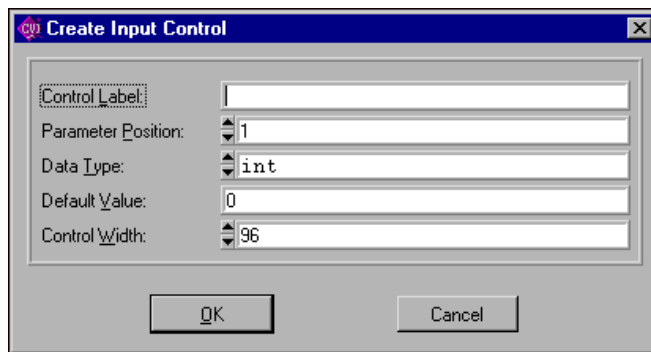 CVI Create Input Control
Control Label:
Parameter Position: 1
Data Type: int
Default Value: 0
Control Width: 96
OK Cancel